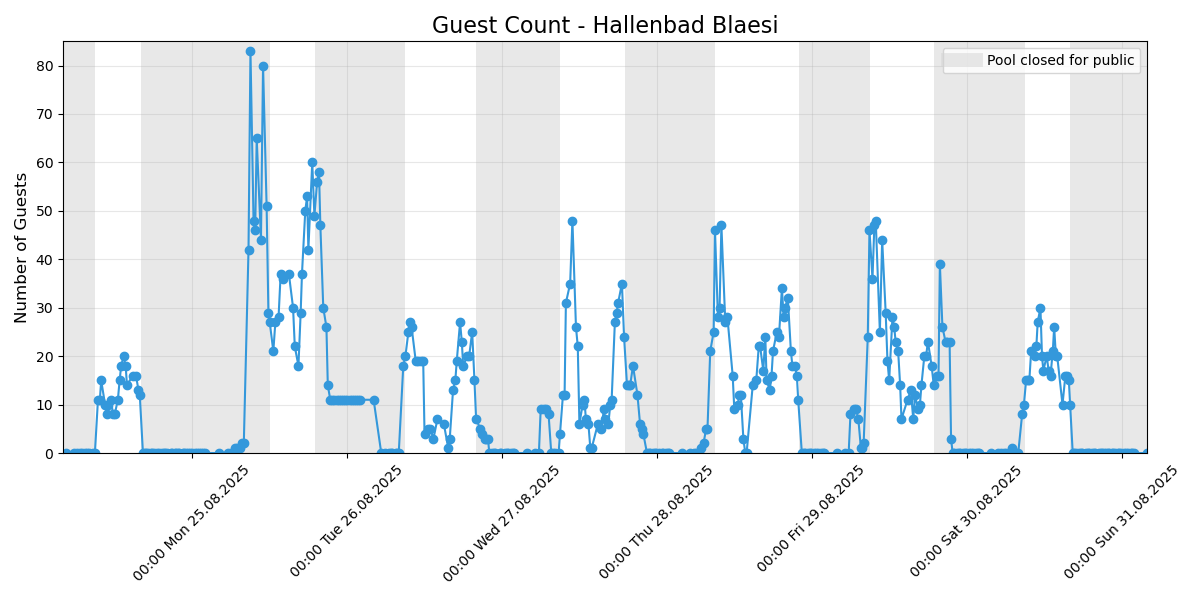 Guest Count - Hallenbad Blaesi
Pool closed for public
Number of Guests
80
70
60
50
40
30
20
10
0
00:00 Mon 25.08.2025
00:00 Tue 26.08.2025
00:00 Wed 27.08.2025
00:00 Thu 28.08.2025
00:00 Fri 29.08.2025
00:00 Sat 30.08.2025
00:00 Sun 31.08.2025